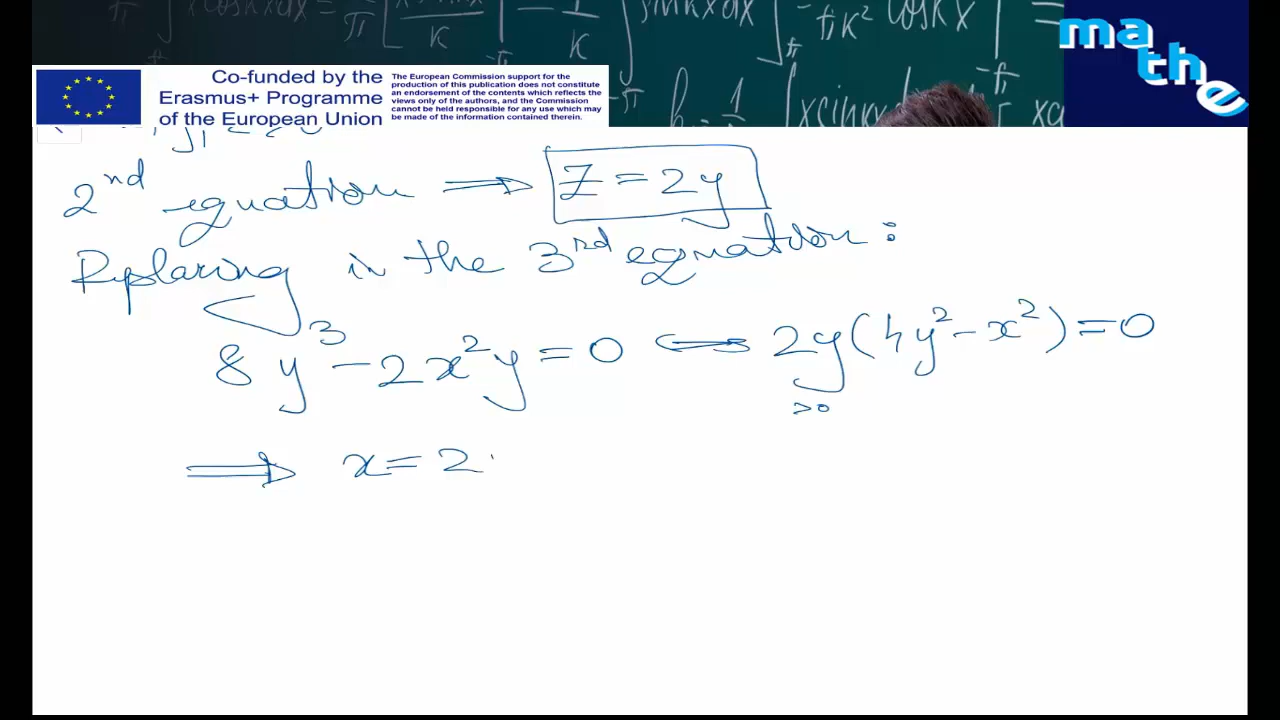 ma
the
Co-funded by the
Erasmus+ Programme
of the European Union
The European Commission support for the
production of this publication does not constitute
an endorsement of the contents which reflects the
views only of the authors, and the Commission
cannot be held responsible for any use which may
be made of the information contained therein.
2nd equation ⟹ Z = 2y
Replacing in the 3rd equation:
8y³ - 2x²y = 0 ⟺ 2y(4y² - x²) = 0
>0
⟹ x = 2